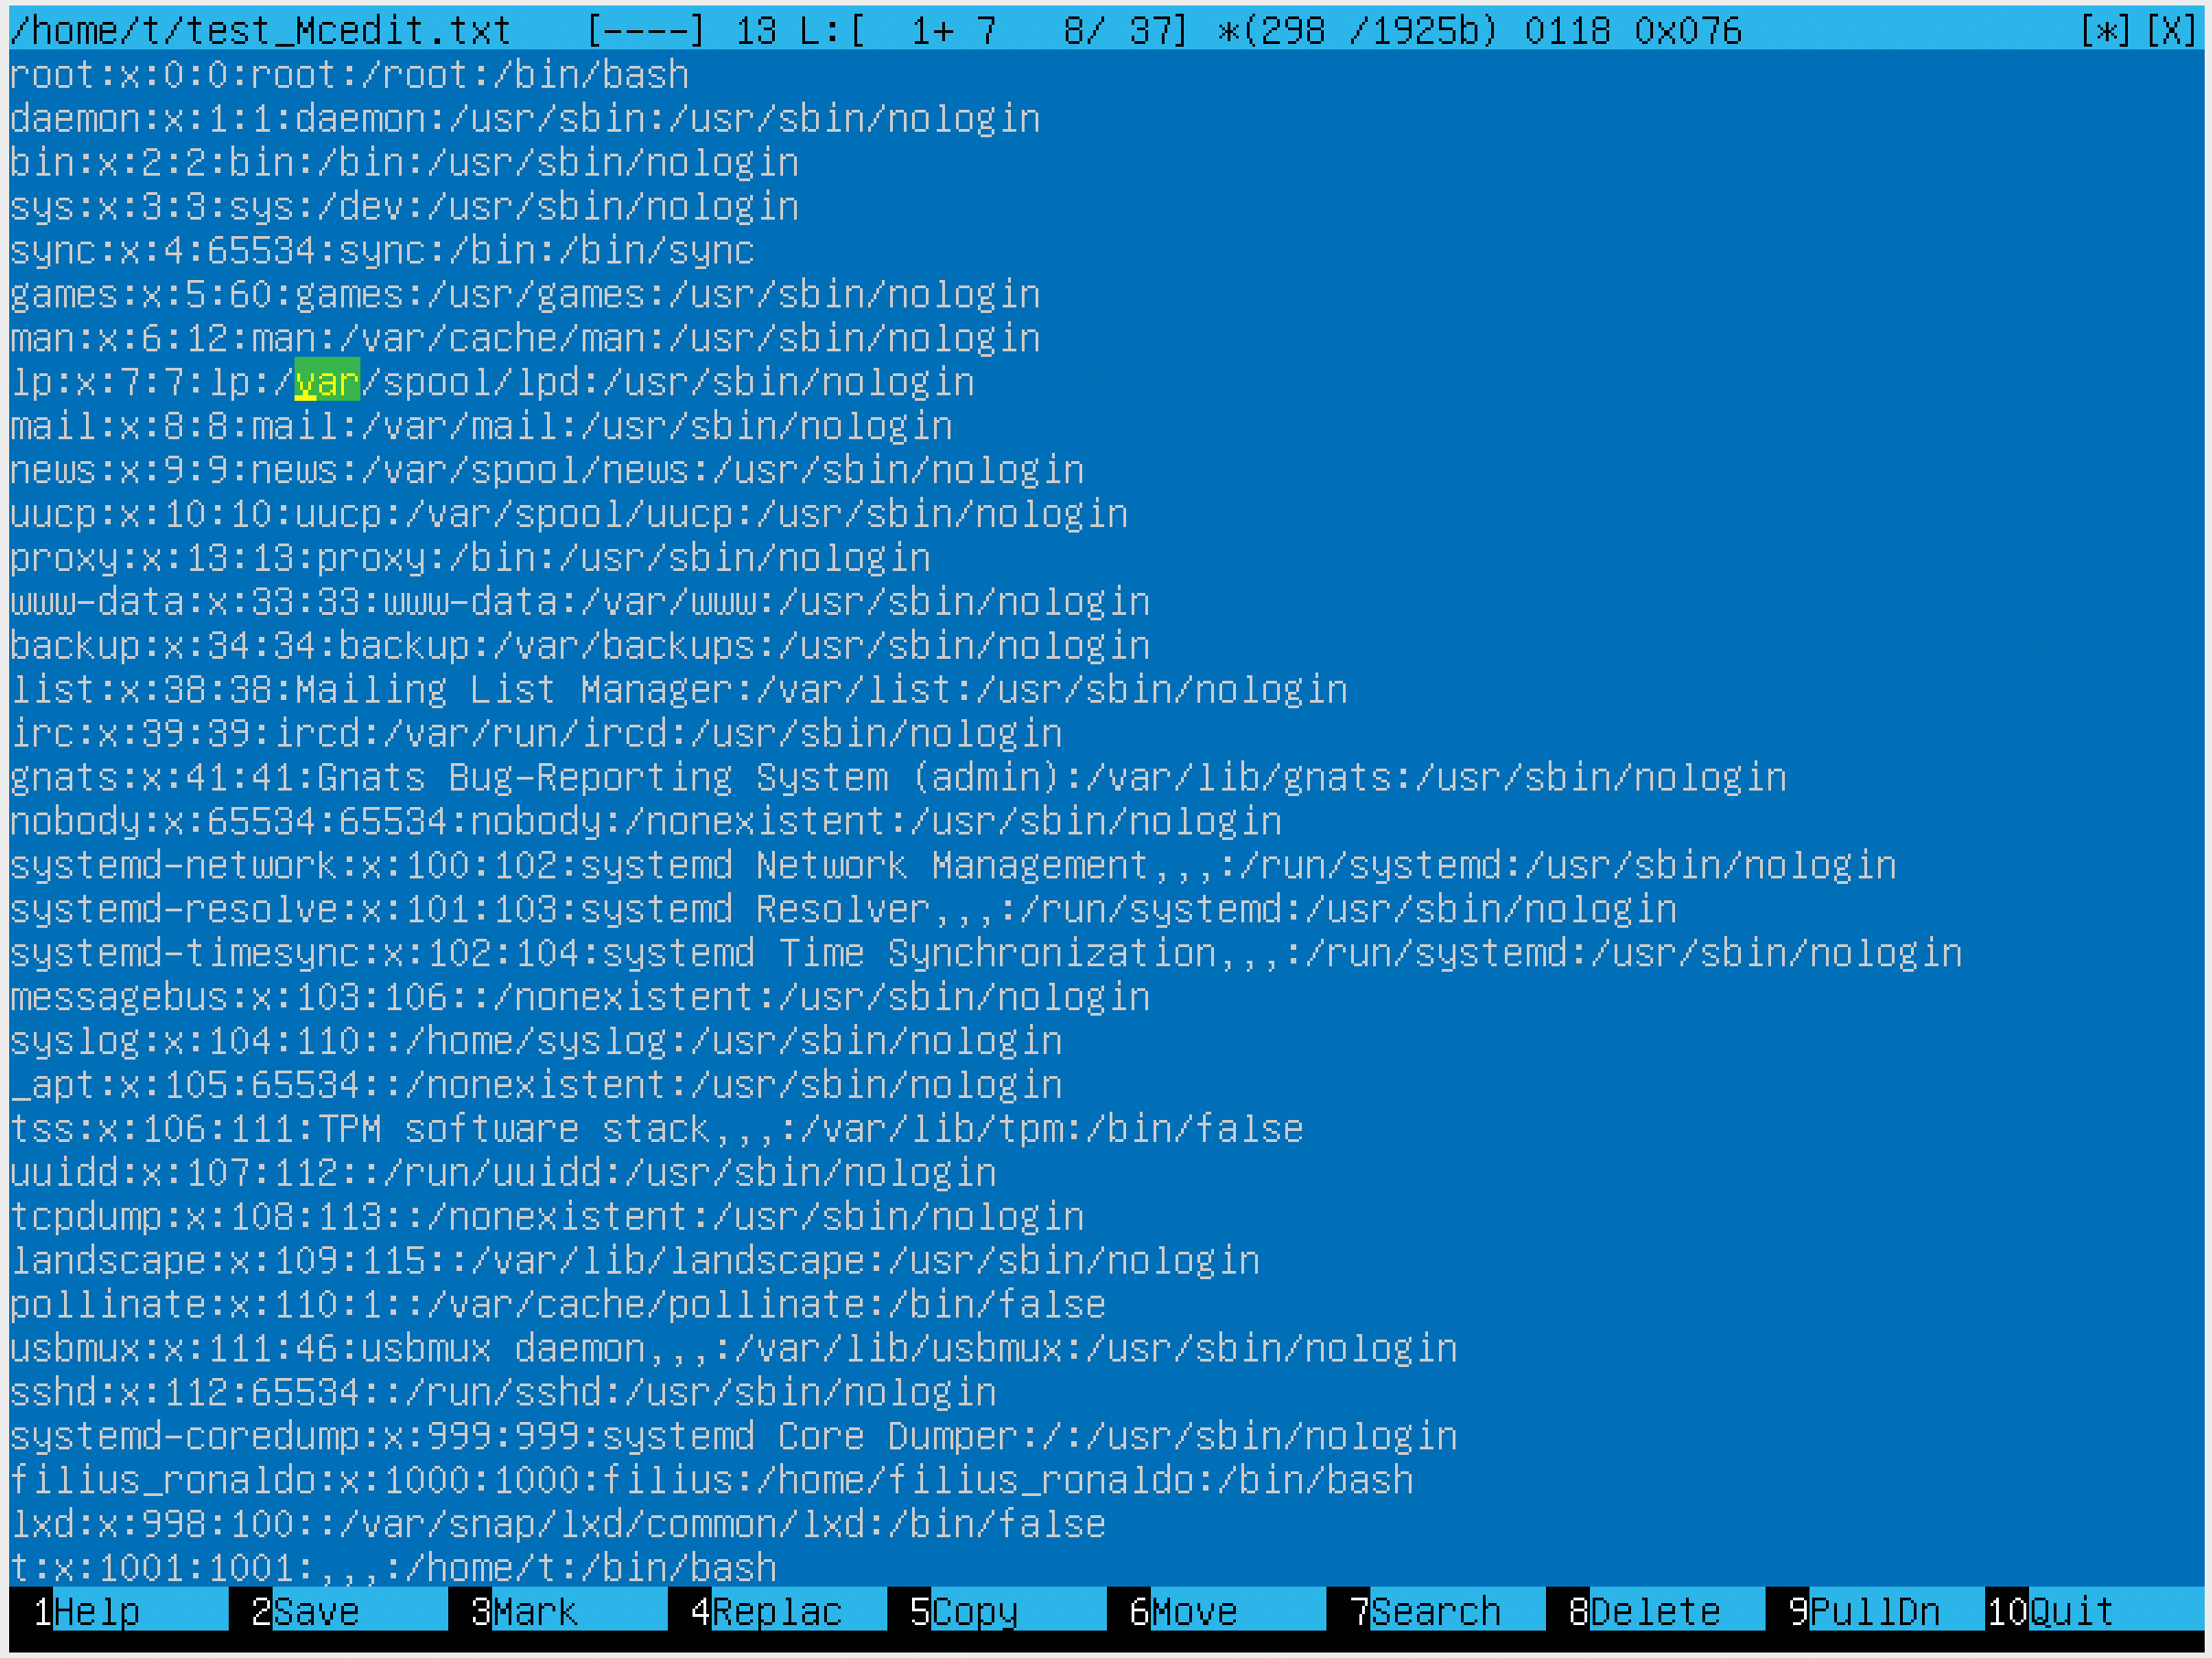 /home/t/test_Mcedit.txt   [----] 13 L:[  1+ 7   8/ 37] *(298 /1925b) 0118 0x076   [*][X]
root:x:0:0:root:/root:/bin/bash
daemon:x:1:1:daemon:/usr/sbin:/usr/sbin/nologin
bin:x:2:2:bin:/bin:/usr/sbin/nologin
sys:x:3:3:sys:/dev:/usr/sbin/nologin
sync:x:4:65534:sync:/bin:/bin/sync
games:x:5:60:games:/usr/games:/usr/sbin/nologin
man:x:6:12:man:/var/cache/man:/usr/sbin/nologin
lp:x:7:7:lp:/var/spool/lpd:/usr/sbin/nologin
mail:x:8:8:mail:/var/mail:/usr/sbin/nologin
news:x:9:9:news:/var/spool/news:/usr/sbin/nologin
uucp:x:10:10:uucp:/var/spool/uucp:/usr/sbin/nologin
proxy:x:13:13:proxy:/bin:/usr/sbin/nologin
www-data:x:33:33:www-data:/var/www:/usr/sbin/nologin
backup:x:34:34:backup:/var/backups:/usr/sbin/nologin
list:x:38:38:Mailing List Manager:/var/list:/usr/sbin/nologin
irc:x:39:39:ircd:/var/run/ircd:/usr/sbin/nologin
gnats:x:41:41:Gnats Bug-Reporting System (admin):/var/lib/gnats:/usr/sbin/nologin
nobody:x:65534:65534:nobody:/nonexistent:/usr/sbin/nologin
systemd-network:x:100:102:systemd Network Management,,,:/run/systemd:/usr/sbin/nologin
systemd-resolve:x:101:103:systemd Resolver,,,:/run/systemd:/usr/sbin/nologin
systemd-timesync:x:102:104:systemd Time Synchronization,,,:/run/systemd:/usr/sbin/nologin
messagebus:x:103:106::/nonexistent:/usr/sbin/nologin
syslog:x:104:110::/home/syslog:/usr/sbin/nologin
_apt:x:105:65534::/nonexistent:/usr/sbin/nologin
tss:x:106:111:TPM software stack,,,:/var/lib/tpm:/bin/false
uuidd:x:107:112::/run/uuidd:/usr/sbin/nologin
tcpdump:x:108:113::/nonexistent:/usr/sbin/nologin
landscape:x:109:115::/var/lib/landscape:/usr/sbin/nologin
pollinate:x:110:1::/var/cache/pollinate:/bin/false
usbmux:x:111:46:usbmux daemon,,,:/var/lib/usbmux:/usr/sbin/nologin
sshd:x:112:65534::/run/sshd:/usr/sbin/nologin
systemd-coredump:x:999:999:systemd Core Dumper:/:/usr/sbin/nologin
filius_ronaldo:x:1000:1000:filius:/home/filius_ronaldo:/bin/bash
lxd:x:998:100::/var/snap/lxd/common/lxd:/bin/false
t:x:1001:1001:,,,:/home/t:/bin/bash
1Help 2Save 3Mark 4Replac 5Copy 6Move 7Search 8Delete 9PullDn 10Quit